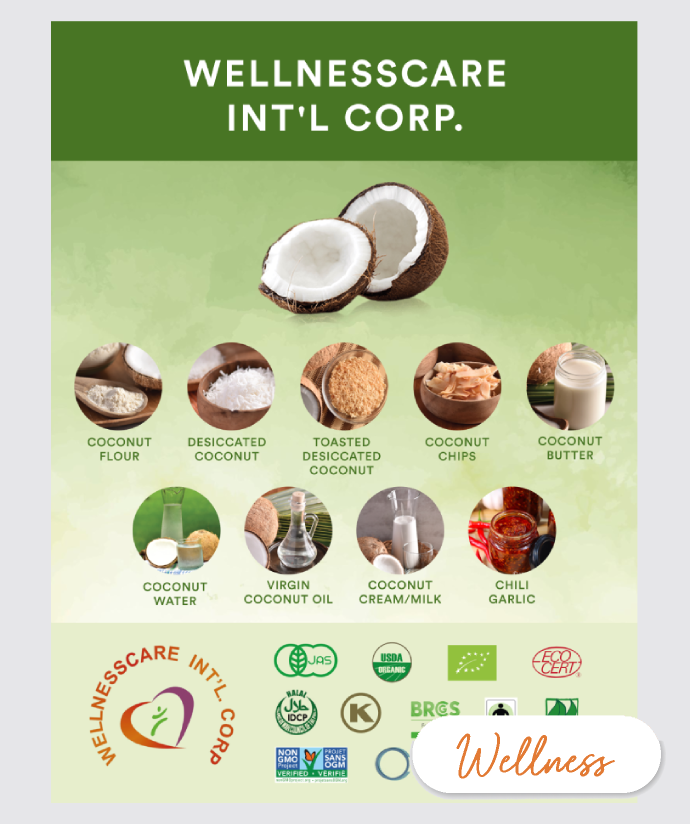 WELLNESSCARE
INT'L CORP.
COCONUT
FLOUR
DESICCATED
COCONUT
TOASTED
DESICCATED
COCONUT
COCONUT
CHIPS
COCONUT
BUTTER
COCONUT
WATER
VIRGIN
COCONUT OIL
COCONUT
CREAM/MILK
CHILI
GARLIC
WELLNESSCARE INT'L. CORP
JAS
USDA
ORGANIC
ECO
CERT
HALAL
حلال
IDCP
K
BRCGS
NON
GMO
Project
VERIFIED
PROJET
SANS
OGM
VÉRIFIÉ
Wellness